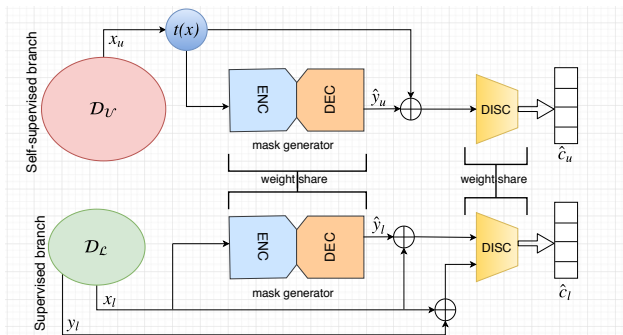 Self-supervised branch
x_u
t(x)
𝒟_𝒰
ENC
DEC
ŷ_u
DISC
ĉ_u
mask generator
weight share
weight share
Supervised branch
𝒟_ℒ
ENC
DEC
ŷ_l
DISC
ĉ_l
mask generator
x_l
y_l